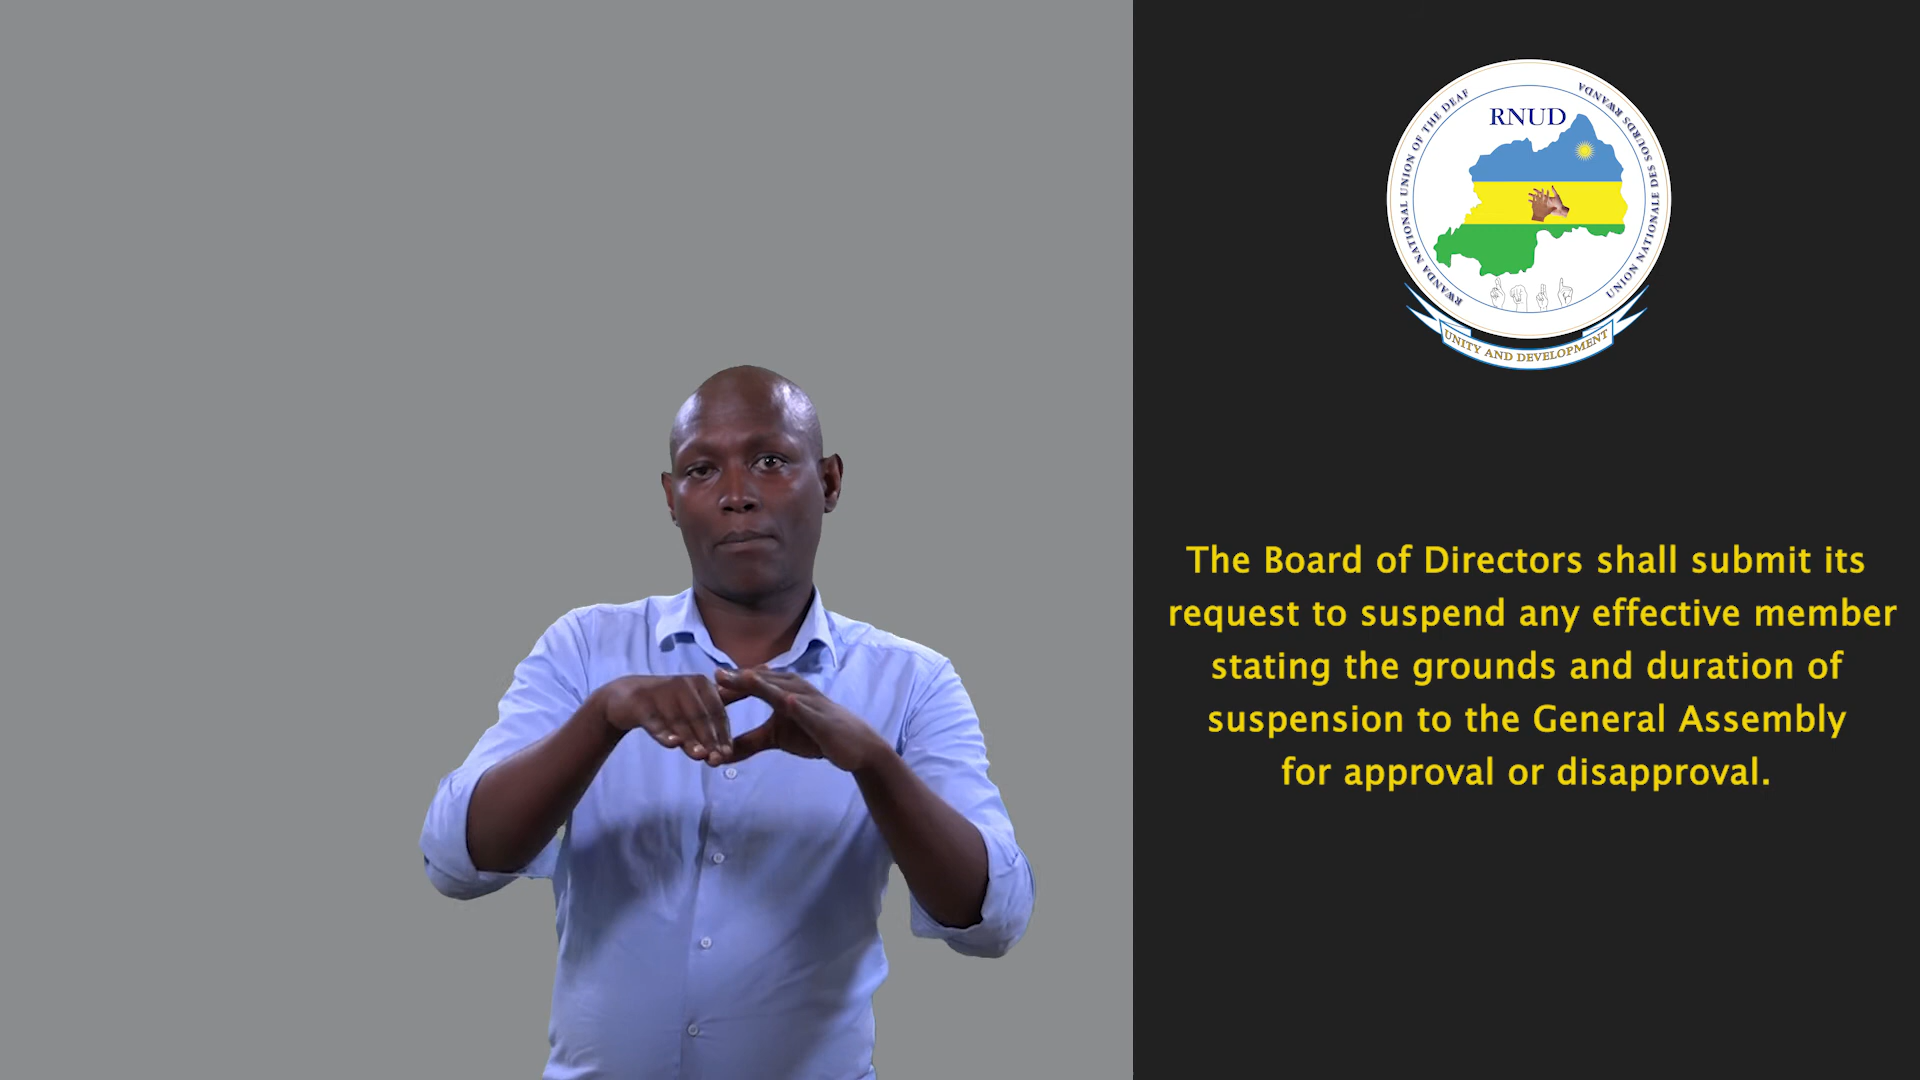 RNUD
RWANDA NATIONAL UNION OF THE DEAF
UNION NATIONALE DES SOURDS RWANDA
UNITY AND DEVELOPMENT
The Board of Directors shall submit its
request to suspend any effective member
stating the grounds and duration of
suspension to the General Assembly
for approval or disapproval.